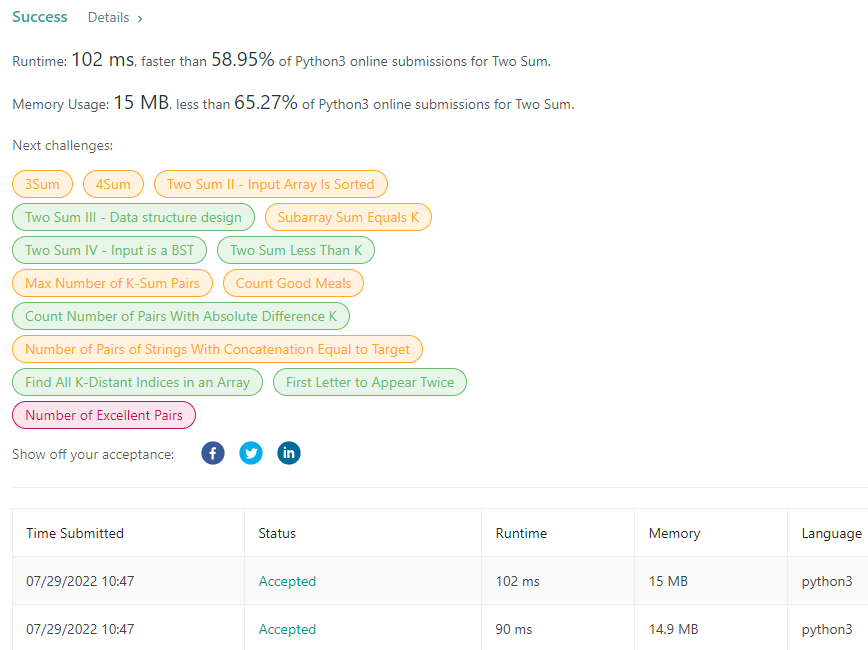 Success Details ›
Runtime: 102 ms, faster than 58.95% of Python3 online submissions for Two Sum.
Memory Usage: 15 MB, less than 65.27% of Python3 online submissions for Two Sum.
Next challenges:
3Sum 4Sum Two Sum II - Input Array Is Sorted
Two Sum III - Data structure design Subarray Sum Equals K
Two Sum IV - Input is a BST Two Sum Less Than K
Max Number of K-Sum Pairs Count Good Meals
Count Number of Pairs With Absolute Difference K
Number of Pairs of Strings With Concatenation Equal to Target
Find All K-Distant Indices in an Array First Letter to Appear Twice
Number of Excellent Pairs
Show off your acceptance: f in
Time Submitted Status Runtime Memory Language
07/29/2022 10:47 Accepted 102 ms 15 MB python3
07/29/2022 10:47 Accepted 90 ms 14.9 MB python3